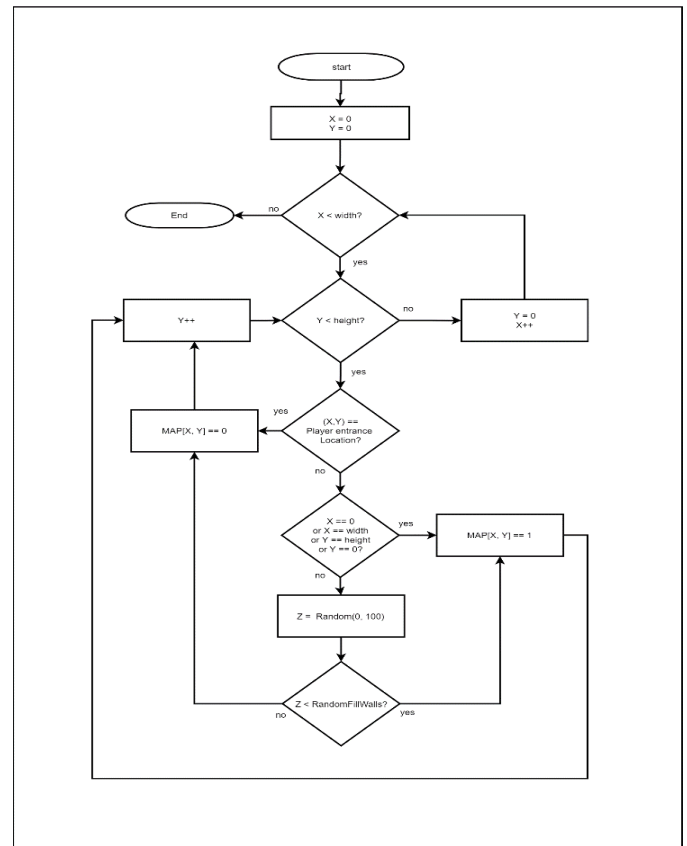 start
X = 0
Y = 0
X < width?
no
End
yes
Y++
Y < height?
no
Y = 0
X++
yes
MAP[X, Y] == 0
yes
(X,Y) ==
Player entrance
Location?
no
X == 0
or X == width
or Y == height
or Y == 0?
yes
MAP[X, Y] == 1
no
Z = Random(0, 100)
Z < RandomFillWalls?
no
yes